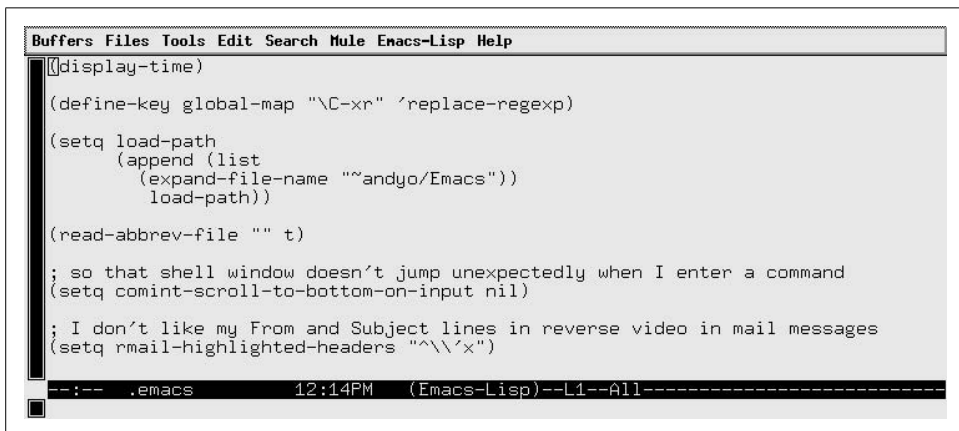 Buffers Files Tools Edit Search Mule Emacs-Lisp Help
(display-time)
(define-key global-map "\C-xr" 'replace-regexp)
(setq load-path
(append (list
(expand-file-name "~andyo/Emacs"))
load-path))
(read-abbrev-file "" t)
; so that shell window doesn't jump unexpectedly when I enter a command
(setq comint-scroll-to-bottom-on-input nil)
; I don't like my From and Subject lines in reverse video in mail messages
(setq rmail-highlighted-headers "^\\'x")
--:-- .emacs 12:14PM (Emacs-Lisp)--L1--All---------------------------